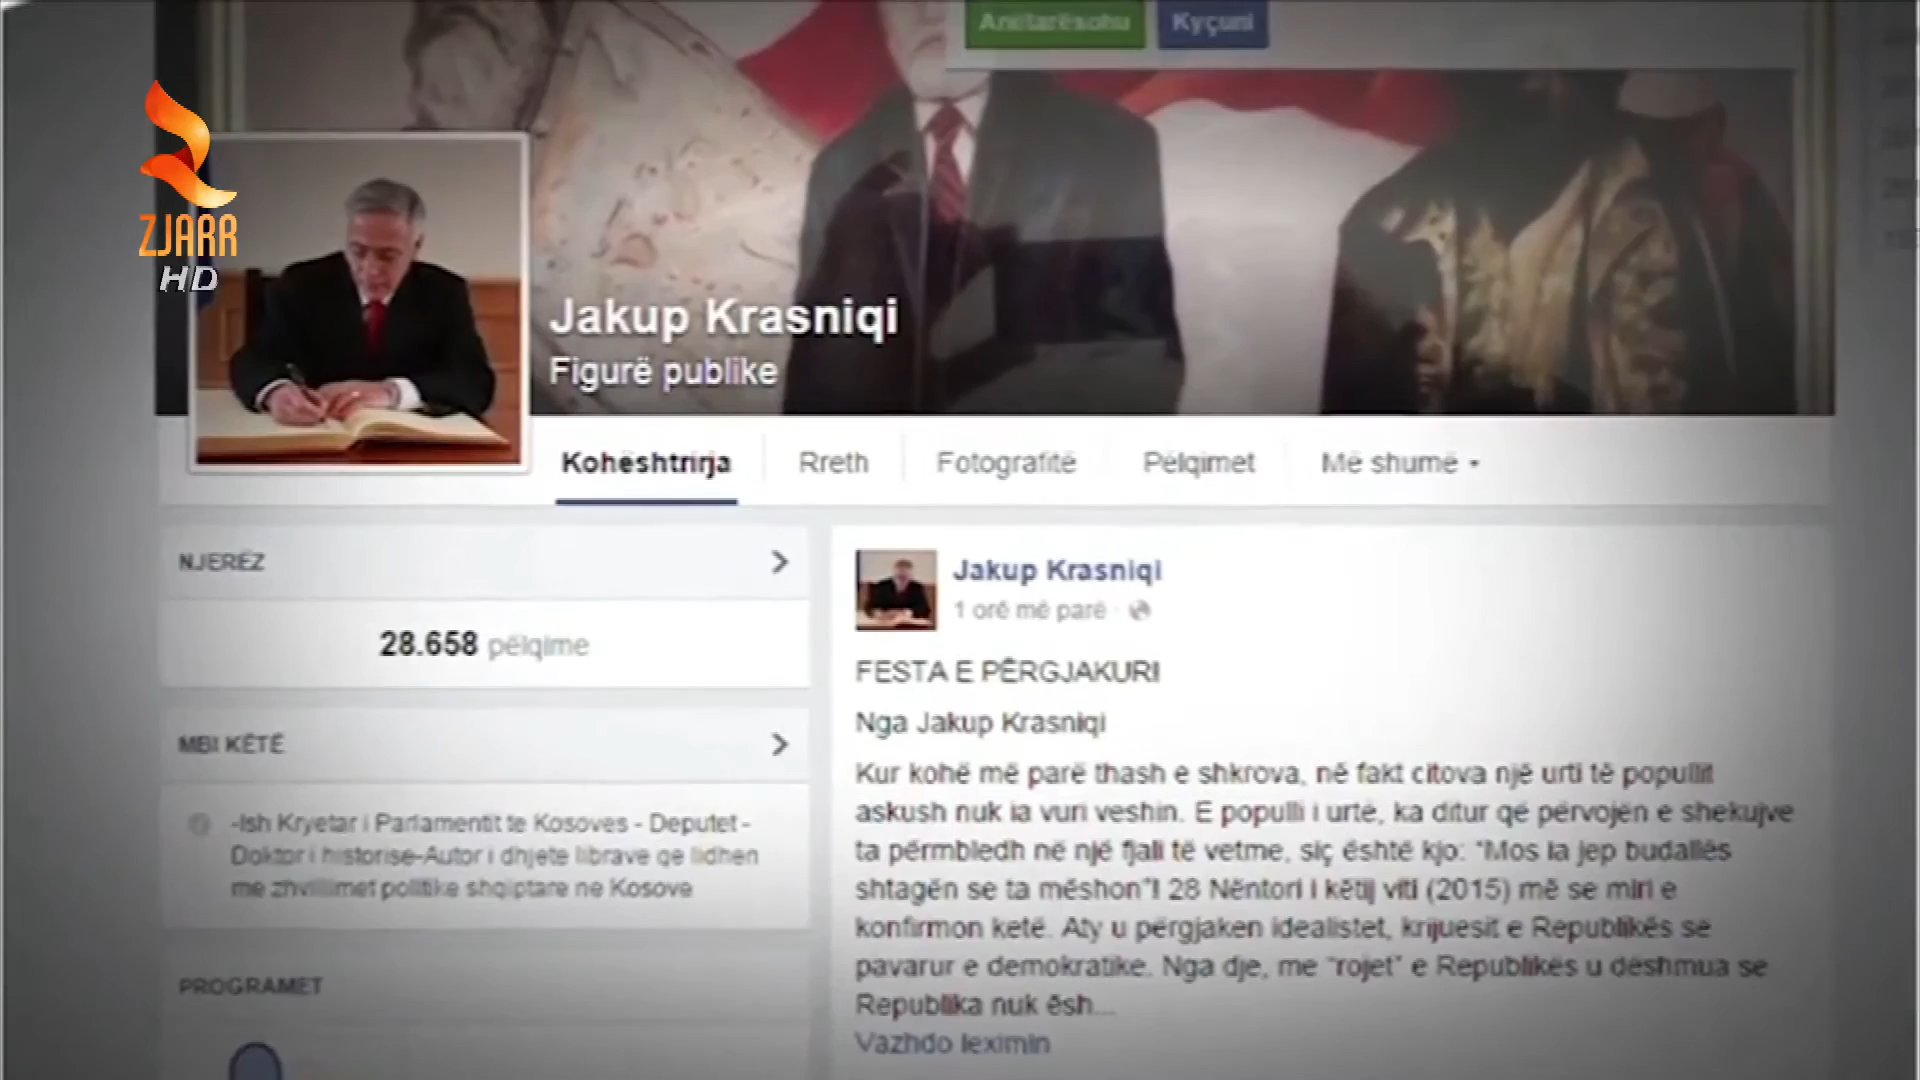 Anëtarësohu
Kyçuni
ZJARR
HD
Jakup Krasniqi
Figurë publike
Kohështrirja
Rreth
Fotografitë
Pëlqimet
Më shumë
NJERËZ
28.658 pëlqime
MBI KËTË
-Ish Kryetar i Parlamentit te Kosoves - Deputet -
Doktor i historise-Autor i dhjete librave qe lidhen
me zhvillimet politike shqiptare ne Kosove
PROGRAMET
Jakup Krasniqi
1 orë më parë ·
FESTA E PËRGJAKURI
Nga Jakup Krasniqi
Kur kohë më parë thash e shkrova, në fakt citova një urti të popullit
askush nuk ia vuri veshin. E populli i urtë, ka ditur që përvojën e shekujve
ta përmbledh në një fjali të vetme, siç është kjo: "Mos ia jep budallës
shtagën se ta mëshon"! 28 Nëntori i këtij viti (2015) më se miri e
konfirmon ketë. Aty u përgjaken idealistet, krijuesit e Republikës së
pavarur e demokratike. Nga dje, me "rojet" e Republikës u dëshmua se
Republika nuk ësh...
Vazhdo leximin